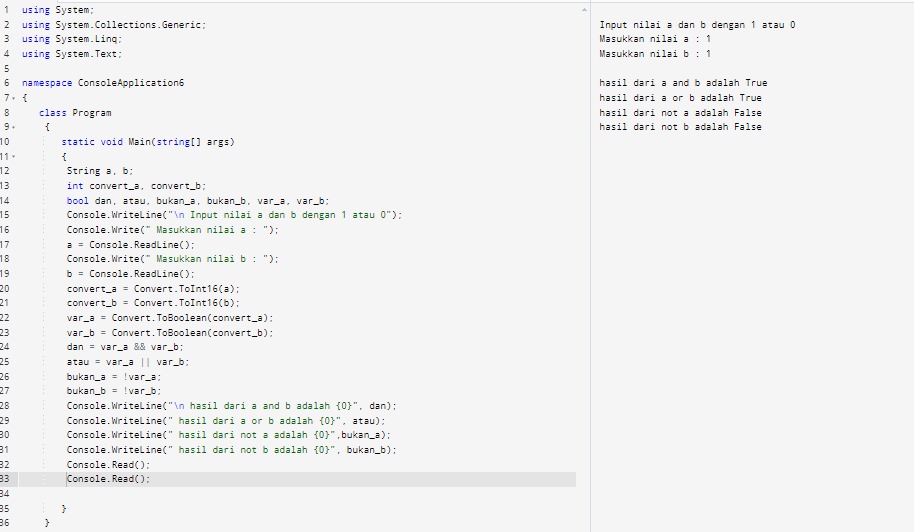 1 using System;
2 using System.Collections.Generic;
3 using System.Linq;
4 using System.Text;
5
6 namespace ConsoleApplication6
7 {
8 class Program
9 {
10 static void Main(string[] args)
11 {
12 String a, b;
13 int convert_a, convert_b;
14 bool dan, atau, bukan_a, bukan_b, var_a, var_b;
15 Console.WriteLine("\n Input nilai a dan b dengan 1 atau 0");
16 Console.Write(" Masukkan nilai a : ");
17 a = Console.ReadLine();
18 Console.Write(" Masukkan nilai b : ");
19 b = Console.ReadLine();
20 convert_a = Convert.ToInt16(a);
21 convert_b = Convert.ToInt16(b);
22 var_a = Convert.ToBoolean(convert_a);
23 var_b = Convert.ToBoolean(convert_b);
24 dan = var_a && var_b;
25 atau = var_a || var_b;
26 bukan_a = !var_a;
27 bukan_b = !var_b;
28 Console.WriteLine("\n hasil dari a and b adalah {0}", dan);
29 Console.WriteLine(" hasil dari a or b adalah {0}", atau);
30 Console.WriteLine(" hasil dari not a adalah {0}",bukan_a);
31 Console.WriteLine(" hasil dari not b adalah {0}", bukan_b);
32 Console.Read();
33 Console.Read();
34
35 }
36 }
Input nilai a dan b dengan 1 atau 0
Masukkan nilai a : 1
Masukkan nilai b : 1
hasil dari a and b adalah True
hasil dari a or b adalah True
hasil dari not a adalah False
hasil dari not b adalah False